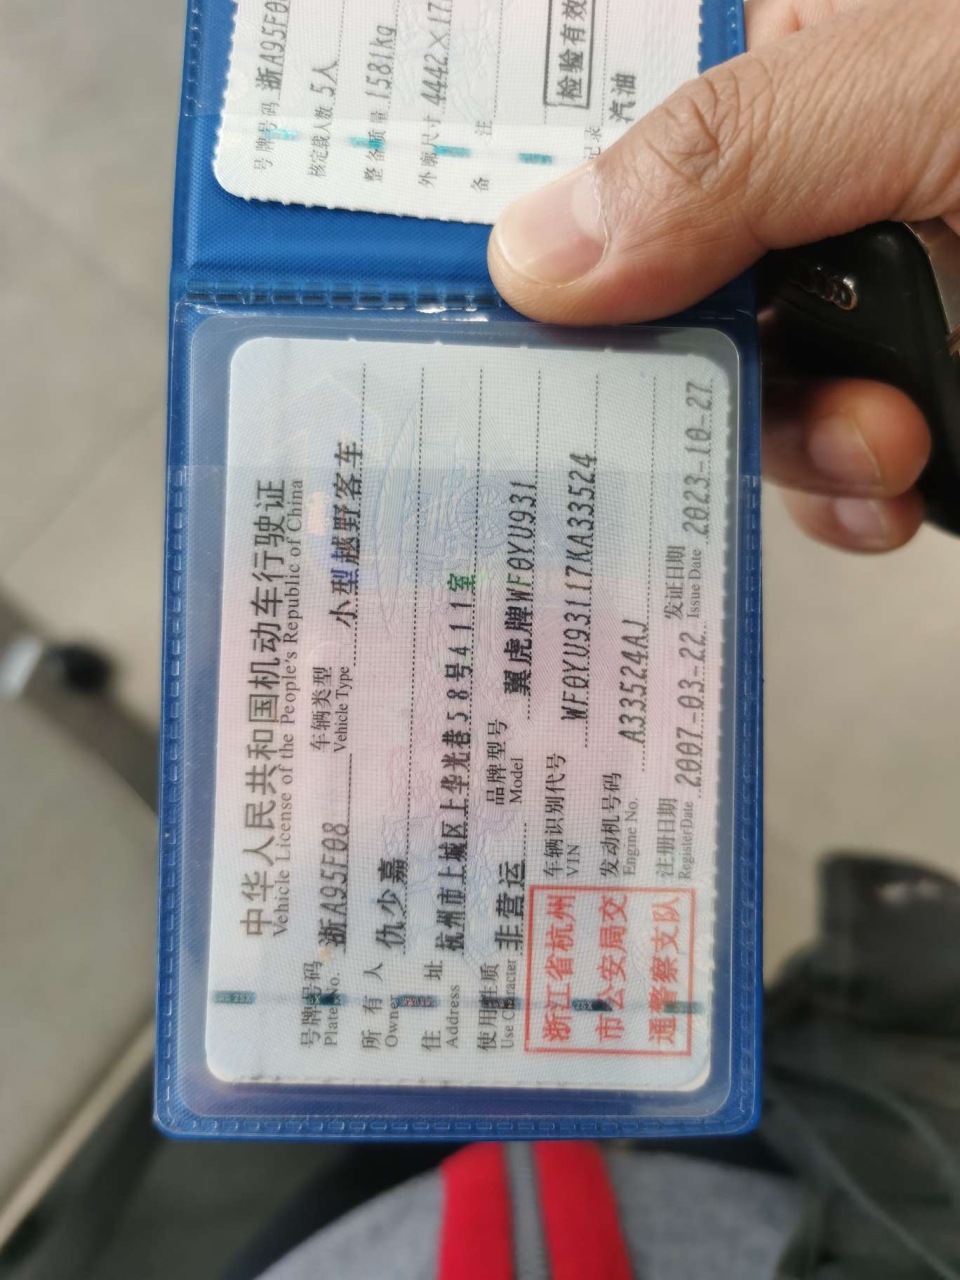 中华人民共和国机动车行驶证
Vehicle License of the People's Republic of China
号牌号码 浙A95F08 车辆类型 小型越野客车
Plate No. Vehicle Type
所有人 仇少嘉
Owner
住址 杭州市上城区上华光巷58号411室
Address
使用性质 非营运 品牌型号 翼虎牌WF0YU931
Use Character Model
浙江省杭州
市公安局交
通警察支队
车辆识别代号 WF0YU93117KA33524
VIN
发动机号码 A33524AJ
Engine No.
注册日期 2007-03-22 发证日期 2023-10-27
RegisterDate Issue Date
号牌号码 浙A95F0
核定载人数 5人
整备质量 1581kg
外廓尺寸 4442×17
备注
检验有效
记录 汽油